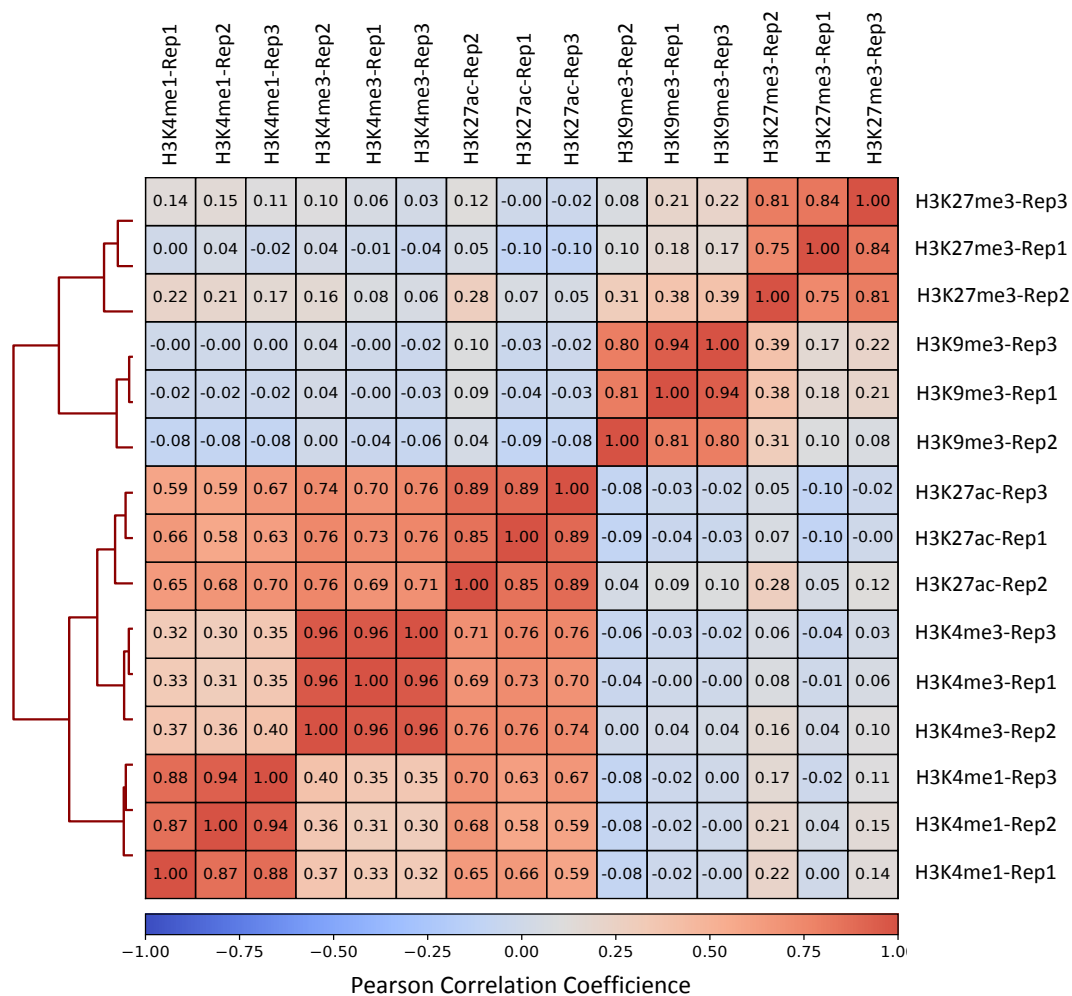 H3K4me1-Rep1 H3K4me1-Rep2 H3K4me1-Rep3 H3K4me3-Rep2 H3K4me3-Rep1 H3K4me3-Rep3 H3K27ac-Rep2 H3K27ac-Rep1 H3K27ac-Rep3 H3K9me3-Rep2 H3K9me3-Rep1 H3K9me3-Rep3 H3K27me3-Rep2 H3K27me3-Rep1 H3K27me3-Rep3
0.14 0.15 0.11 0.10 0.06 0.03 0.12 -0.00 -0.02 0.08 0.21 0.22 0.81 0.84 1.00 H3K27me3-Rep3
0.00 0.04 -0.02 0.04 -0.01 -0.04 0.05 -0.10 -0.10 0.10 0.18 0.17 0.75 1.00 0.84 H3K27me3-Rep1
0.22 0.21 0.17 0.16 0.08 0.06 0.28 0.07 0.05 0.31 0.38 0.39 1.00 0.75 0.81 H3K27me3-Rep2
-0.00 -0.00 0.00 0.04 -0.00 -0.02 0.10 -0.03 -0.02 0.80 0.94 1.00 0.39 0.17 0.22 H3K9me3-Rep3
-0.02 -0.02 -0.02 0.04 -0.00 -0.03 0.09 -0.04 -0.03 0.81 1.00 0.94 0.38 0.18 0.21 H3K9me3-Rep1
-0.08 -0.08 -0.08 0.00 -0.04 -0.06 0.04 -0.09 -0.08 1.00 0.81 0.80 0.31 0.10 0.08 H3K9me3-Rep2
0.59 0.59 0.67 0.74 0.70 0.76 0.89 0.89 1.00 -0.08 -0.03 -0.02 0.05 -0.10 -0.02 H3K27ac-Rep3
0.66 0.58 0.63 0.76 0.73 0.76 0.85 1.00 0.89 -0.09 -0.04 -0.03 0.07 -0.10 -0.00 H3K27ac-Rep1
0.65 0.68 0.70 0.76 0.69 0.71 1.00 0.85 0.89 0.04 0.09 0.10 0.28 0.05 0.12 H3K27ac-Rep2
0.32 0.30 0.35 0.96 0.96 1.00 0.71 0.76 0.76 -0.06 -0.03 -0.02 0.06 -0.04 0.03 H3K4me3-Rep3
0.33 0.31 0.35 0.96 1.00 0.96 0.69 0.73 0.70 -0.04 -0.00 -0.00 0.08 -0.01 0.06 H3K4me3-Rep1
0.37 0.36 0.40 1.00 0.96 0.96 0.76 0.76 0.74 0.00 0.04 0.04 0.16 0.04 0.10 H3K4me3-Rep2
0.88 0.94 1.00 0.40 0.35 0.35 0.70 0.63 0.67 -0.08 -0.02 0.00 0.17 -0.02 0.11 H3K4me1-Rep3
0.87 1.00 0.94 0.36 0.31 0.30 0.68 0.58 0.59 -0.08 -0.02 -0.00 0.21 0.04 0.15 H3K4me1-Rep2
1.00 0.87 0.88 0.37 0.33 0.32 0.65 0.66 0.59 -0.08 -0.02 -0.00 0.22 0.00 0.14 H3K4me1-Rep1
−1.00 −0.75 −0.50 −0.25 0.00 0.25 0.50 0.75 1.0
Pearson Correlation Coefficience